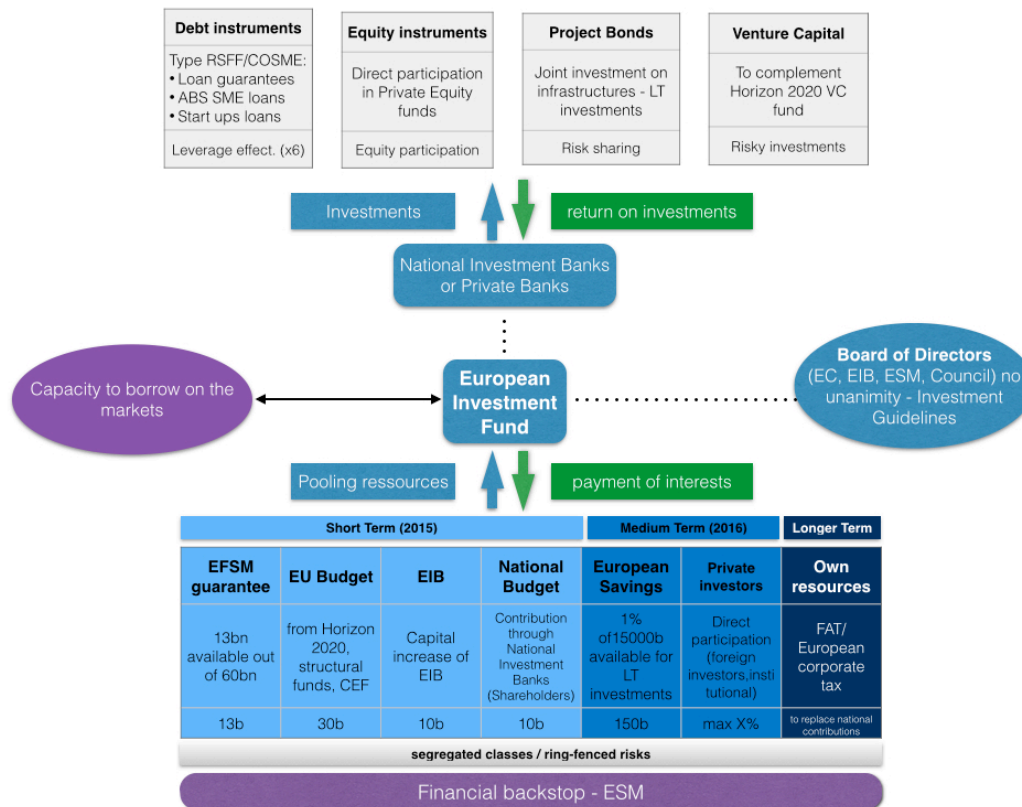 Debt instruments
Type RSFF/COSME:
• Loan guarantees
• ABS SME loans
• Start ups loans
Leverage effect. (x6)
Equity instruments
Direct participation
in Private Equity
funds
Equity participation
Project Bonds
Joint investment on
infrastructures - LT
investments
Risk sharing
Venture Capital
To complement
Horizon 2020 VC
fund
Risky investments
Investments
return on investments
National Investment Banks
or Private Banks
Capacity to borrow on the
markets
European
Investment
Fund
Board of Directors
(EC, EIB, ESM, Council) no
unanimity - Investment
Guidelines
Pooling ressources
payment of interests
Short Term (2015)
Medium Term (2016)
Longer Term
EFSM
guarantee
EU Budget
EIB
National
Budget
European
Savings
Private
investors
Own
resources
13bn
available out
of 60bn
from Horizon
2020,
structural
funds, CEF
Capital
increase of
EIB
Contribution
through
National
Investment
Banks
(Shareholders)
1%
of15000b
available for
LT
investments
Direct
participation
(foreign
investors,insti
tutional)
FAT/
European
corporate
tax
13b
30b
10b
10b
150b
max X%
to replace national
contributions
segregated classes / ring-fenced risks
Financial backstop - ESM